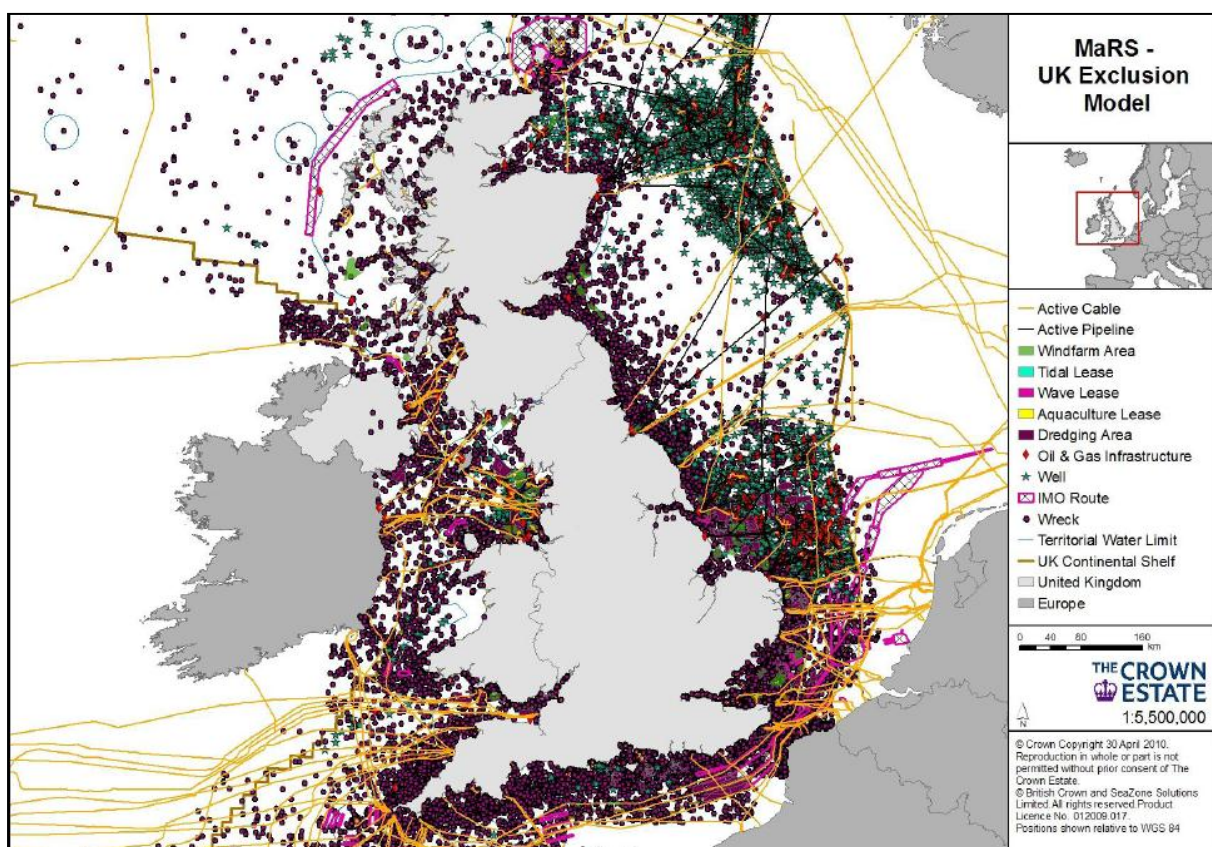 MaRS -
UK Exclusion
Model
Active Cable
Active Pipeline
Windfarm Area
Tidal Lease
Wave Lease
Aquaculture Lease
Dredging Area
Oil & Gas Infrastructure
Well
IMO Route
Wreck
Territorial Water Limit
UK Continental Shelf
United Kingdom
Europe
0 40 80 160
km
THE CROWN
ESTATE
N
1:5,500,000
© Crown Copyright 30 April 2010.
Reproduction in whole or part is not
permitted without prior consent of The
Crown Estate.
© British Crown and SeaZone Solutions
Limited.All rights reserved.Product
Licence No. 012009.017.
Positions shown relative to WGS 84